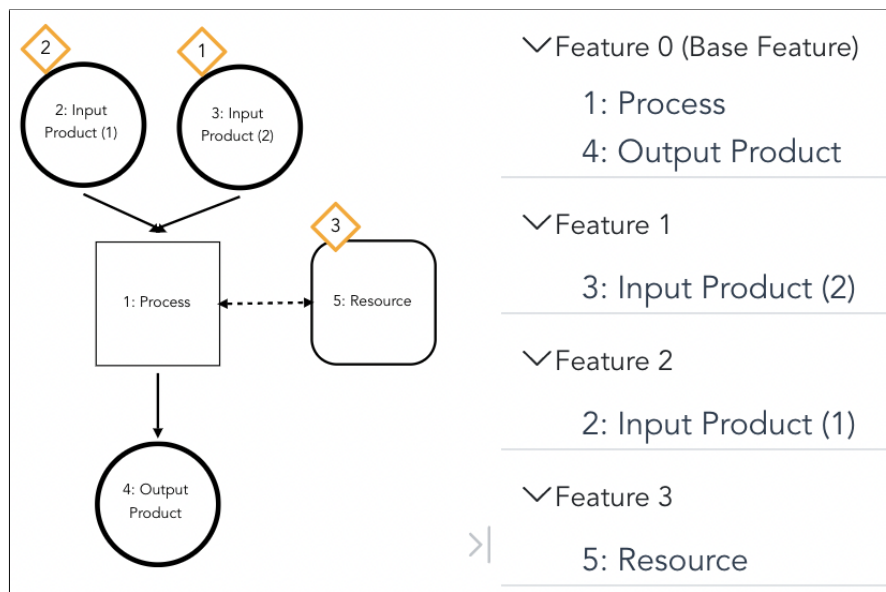 2
1
2: Input
Product (1)
3: Input
Product (2)
3
1: Process
5: Resource
4: Output
Product
Feature 0 (Base Feature)
1: Process
4: Output Product
Feature 1
3: Input Product (2)
Feature 2
2: Input Product (1)
Feature 3
5: Resource